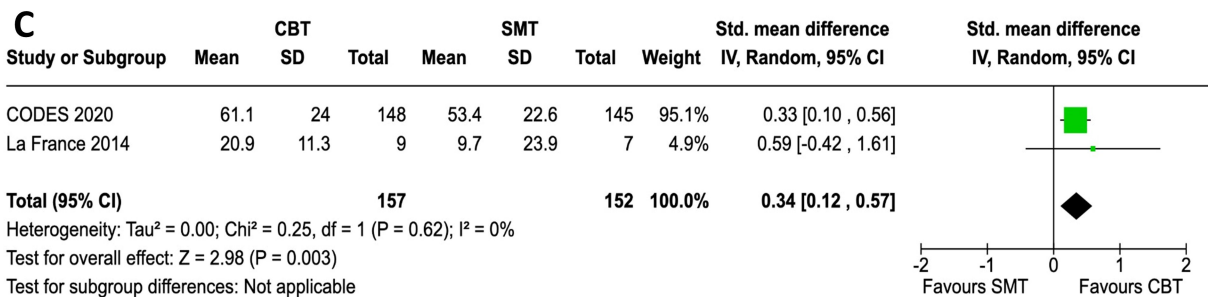 C
CBT SMT Std. mean difference Std. mean difference
Study or Subgroup Mean SD Total Mean SD Total Weight IV, Random, 95% CI IV, Random, 95% CI
CODES 2020 61.1 24 148 53.4 22.6 145 95.1% 0.33 [0.10 , 0.56]
La France 2014 20.9 11.3 9 9.7 23.9 7 4.9% 0.59 [-0.42 , 1.61]
Total (95% CI) 157 152 100.0% 0.34 [0.12 , 0.57]
Heterogeneity: Tau² = 0.00; Chi² = 0.25, df = 1 (P = 0.62); I² = 0%
Test for overall effect: Z = 2.98 (P = 0.003)
-2 -1 0 1 2
Test for subgroup differences: Not applicable Favours SMT Favours CBT